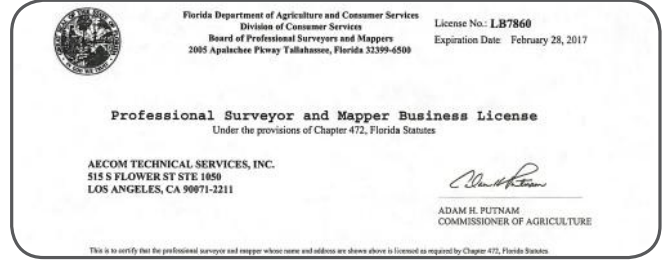 Florida Department of Agriculture and Consumer Services
Division of Consumer Services
Board of Professional Surveyors and Mappers
2005 Apalachee Pkway Tallahassee, Florida 32399-6500
License No.: LB7860
Expiration Date February 28, 2017
Professional Surveyor and Mapper Business License
Under the provisions of Chapter 472, Florida Statutes
AECOM TECHNICAL SERVICES, INC.
515 S FLOWER ST STE 1050
LOS ANGELES, CA 90071-2211
ADAM H. PUTNAM
COMMISSIONER OF AGRICULTURE
This is to certify that the professional surveyor and mapper whose name and address are shown above is licensed as required by Chapter 472, Florida Statutes.